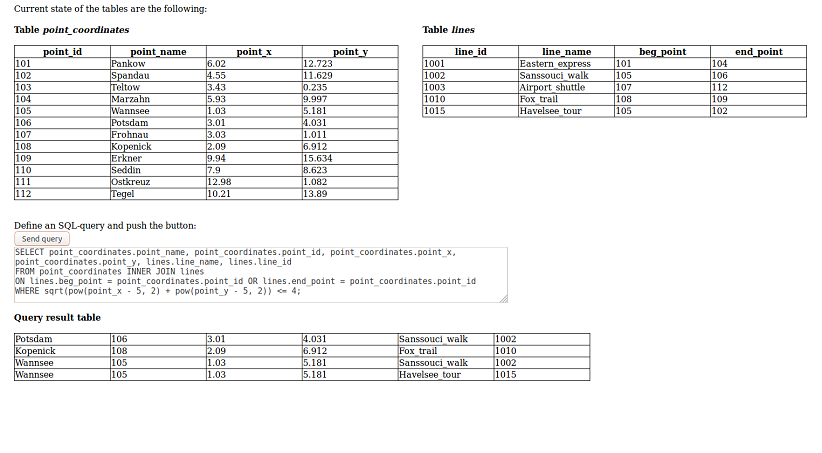 Current state of the tables are the following:
Table point_coordinates
point_id point_name point_x point_y
101 Pankow 6.02 12.723
102 Spandau 4.55 11.629
103 Teltow 3.43 0.235
104 Marzahn 5.93 9.997
105 Wannsee 1.03 5.181
106 Potsdam 3.01 4.031
107 Frohnau 3.03 1.011
108 Kopenick 2.09 6.912
109 Erkner 9.94 15.634
110 Seddin 7.9 8.623
111 Ostkreuz 12.98 1.082
112 Tegel 10.21 13.89
Table lines
line_id line_name beg_point end_point
1001 Eastern_express 101 104
1002 Sanssouci_walk 105 106
1003 Airport_shuttle 107 112
1010 Fox_trail 108 109
1015 Havelsee_tour 105 102
Define an SQL-query and push the button:
Send query
SELECT point_coordinates.point_name, point_coordinates.point_id, point_coordinates.point_x,
point_coordinates.point_y, lines.line_name, lines.line_id
FROM point_coordinates INNER JOIN lines
ON lines.beg_point = point_coordinates.point_id OR lines.end_point = point_coordinates.point_id
WHERE sqrt(pow(point_x - 5, 2) + pow(point_y - 5, 2)) <= 4;
Query result table
Potsdam 106 3.01 4.031 Sanssouci_walk 1002
Kopenick 108 2.09 6.912 Fox_trail 1010
Wannsee 105 1.03 5.181 Sanssouci_walk 1002
Wannsee 105 1.03 5.181 Havelsee_tour 1015